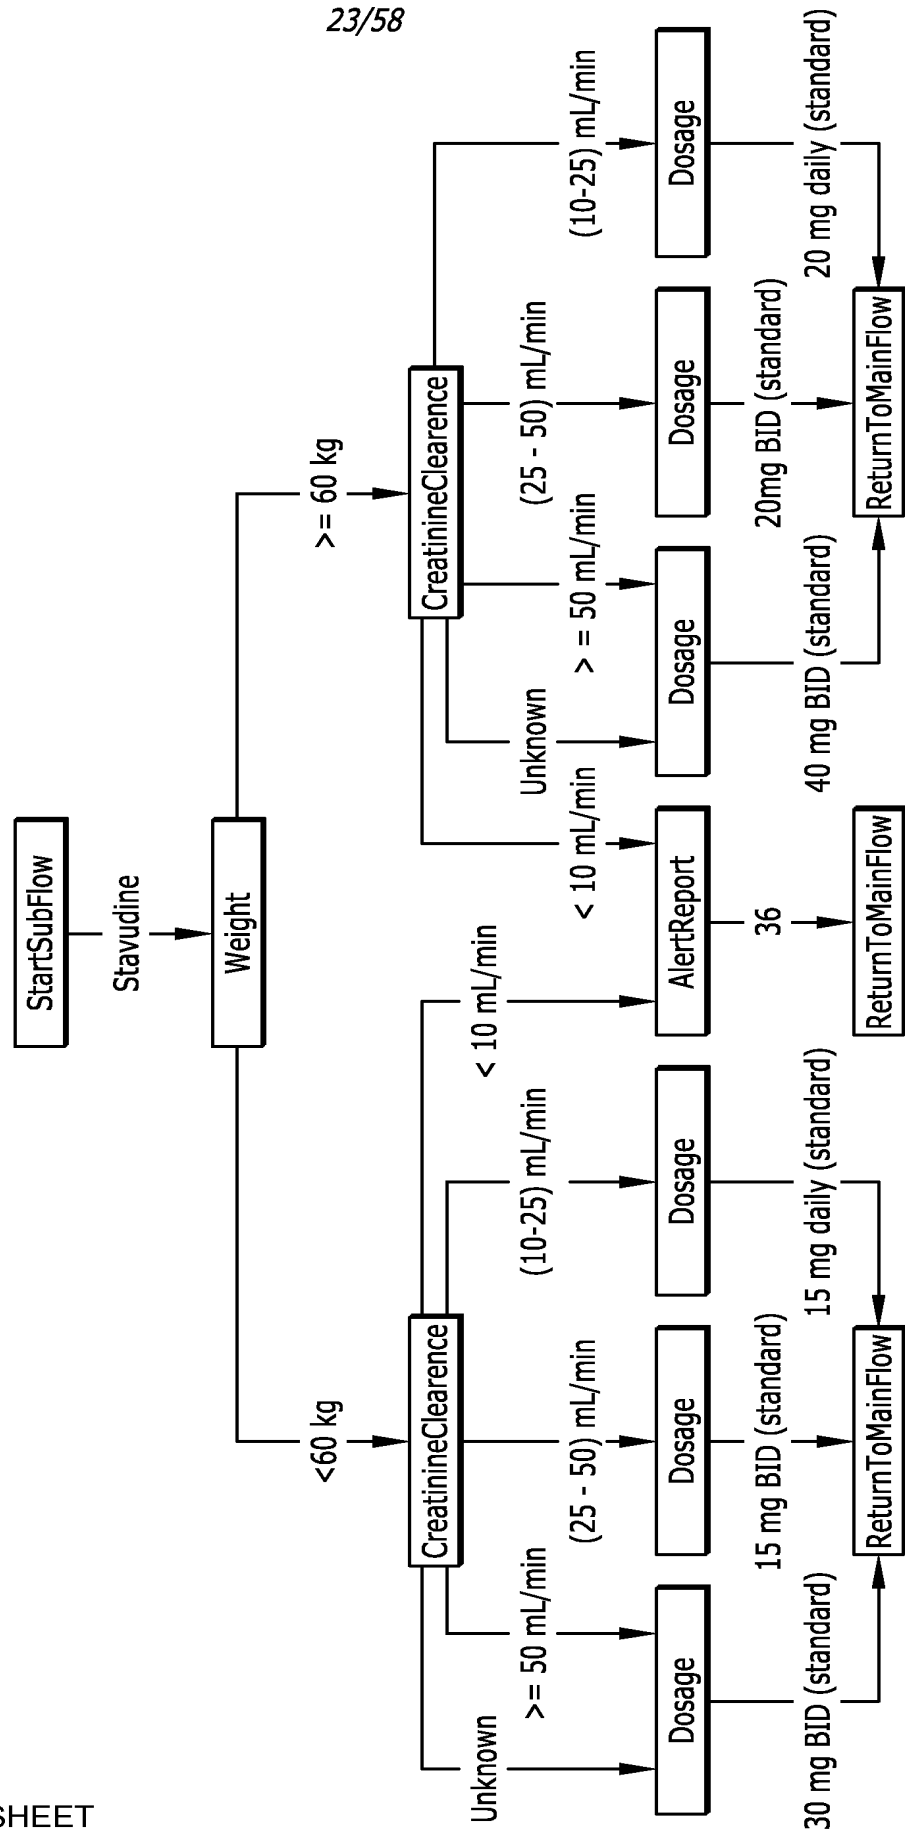 23/58
StartSubFlow
Stavudine
Weight
<60 kg
>= 60 kg
CreatinineClearence
CreatinineClearence
Unknown
>= 50 mL/min
(25 - 50) mL/min
(10-25) mL/min
< 10 mL/min
< 10 mL/min
Unknown
> = 50 mL/min
(25 - 50) mL/min
(10-25) mL/min
Dosage
Dosage
Dosage
AlertReport
Dosage
Dosage
Dosage
30 mg BID (standard)
15 mg BID (standard)
15 mg daily (standard)
36
40 mg BID (standard)
20mg BID (standard)
20 mg daily (standard)
ReturnToMainFlow
ReturnToMainFlow
ReturnToMainFlow
SHEET